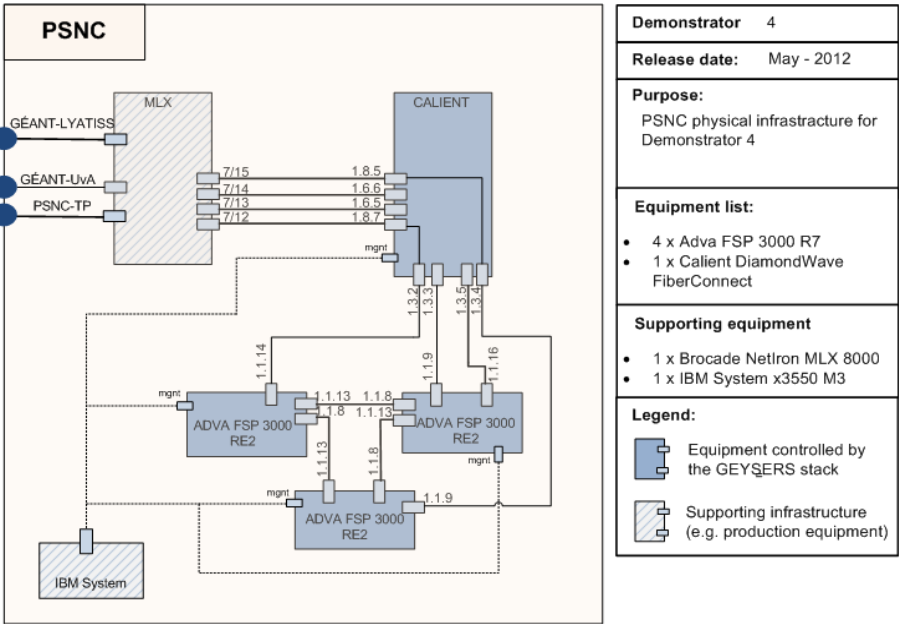 PSNC
MLX
CALIENT
GÉANT-LYATISS
GÉANT-UvA
PSNC-TP
7/15
7/14
7/13
7/12
1.8.5
1.6.6
1.6.5
1.8.7
mgnt
1.3.2
1.3.3
1.3.5
1.3.4
1.1.14
1.1.9
1.1.16
mgnt
1.1.13
1.1.8
1.1.8
1.1.13
ADVA FSP 3000
RE2
ADVA FSP 3000
RE2
mgnt
1.1.13
1.1.8
mgnt
1.1.9
ADVA FSP 3000
RE2
IBM System
Demonstrator 4
Release date: May - 2012
Purpose:
PSNC physical infrastracture for
Demonstrator 4
Equipment list:
• 4 x Adva FSP 3000 R7
• 1 x Calient DiamondWave
FiberConnect
Supporting equipment
• 1 x Brocade NetIron MLX 8000
• 1 x IBM System x3550 M3
Legend:
Equipment controlled by
the GEYSERS stack
Supporting infrastructure
(e.g. production equipment)